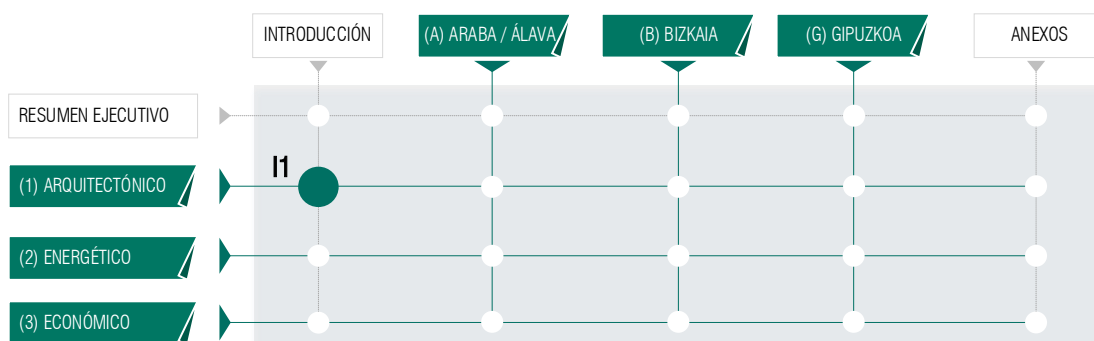 INTRODUCCIÓN
(A) ARABA / ÁLAVA
(B) BIZKAIA
(G) GIPUZKOA
ANEXOS
RESUMEN EJECUTIVO
I1
(1) ARQUITECTÓNICO
(2) ENERGÉTICO
(3) ECONÓMICO